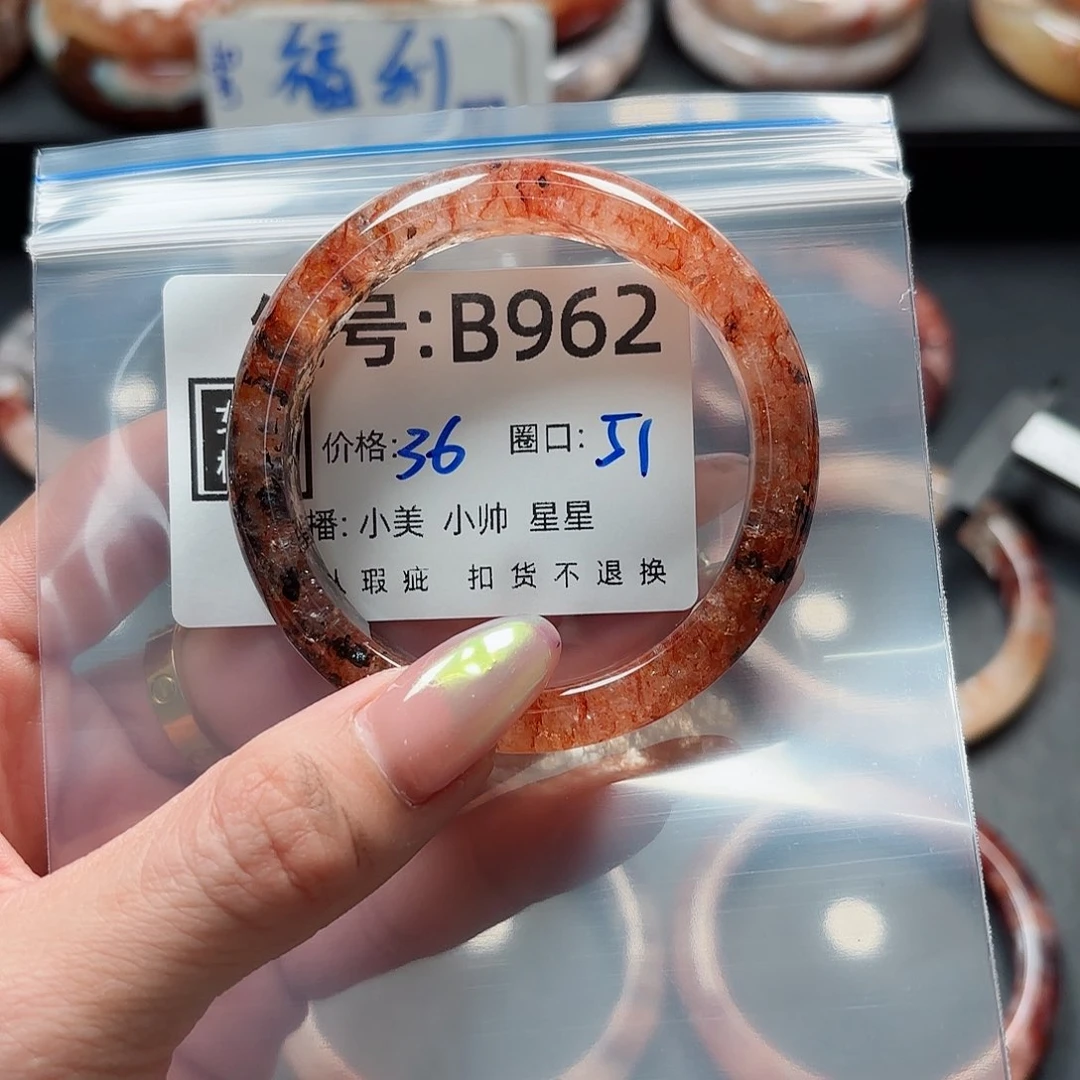 福利
号:B962
价格:36 圈口:51
播: 小美 小帅 星星
瑕疵 扣货不退换